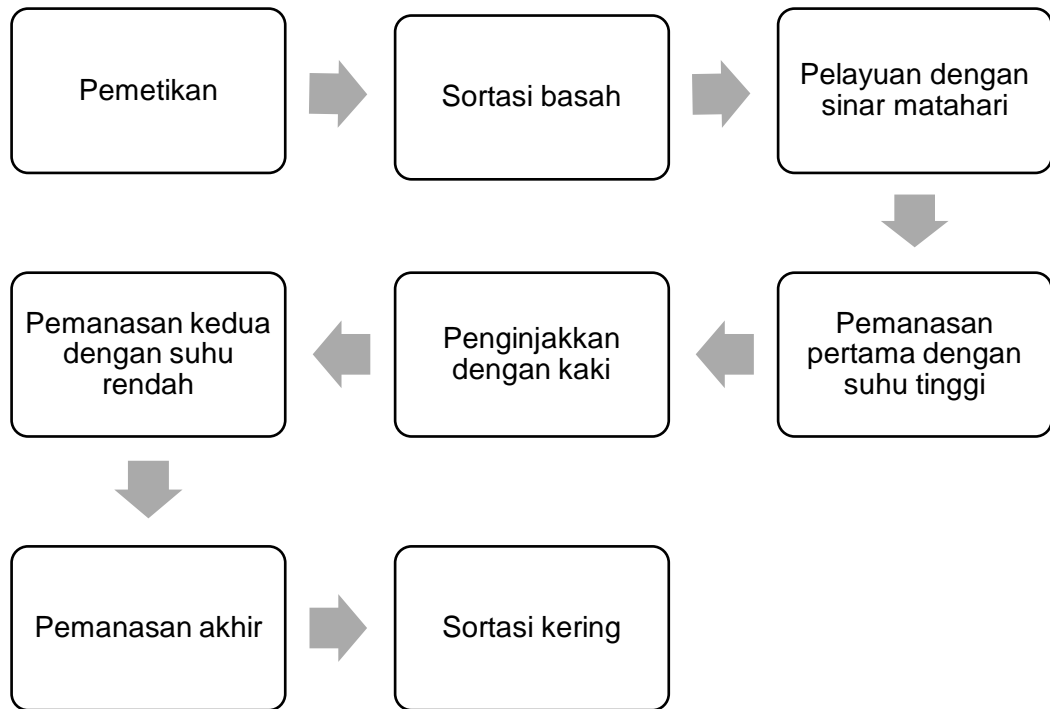 Pemetikan
Sortasi basah
Pelayuan dengan
sinar matahari
Pemanasan
pertama dengan
suhu tinggi
Penginjakkan
dengan kaki
Pemanasan kedua
dengan suhu
rendah
Pemanasan akhir
Sortasi kering